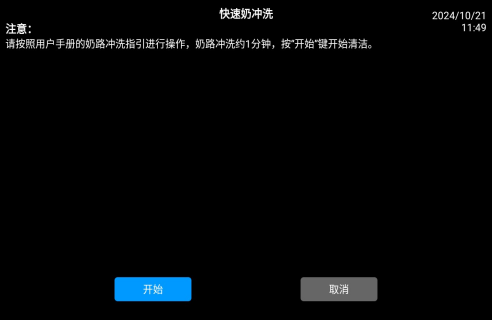 快速奶冲洗
2024/10/21
11:49
注意：
请按照用户手册的奶路冲洗指引进行操作，奶路冲洗约1分钟，按"开始"键开始清洁。
开始
取消